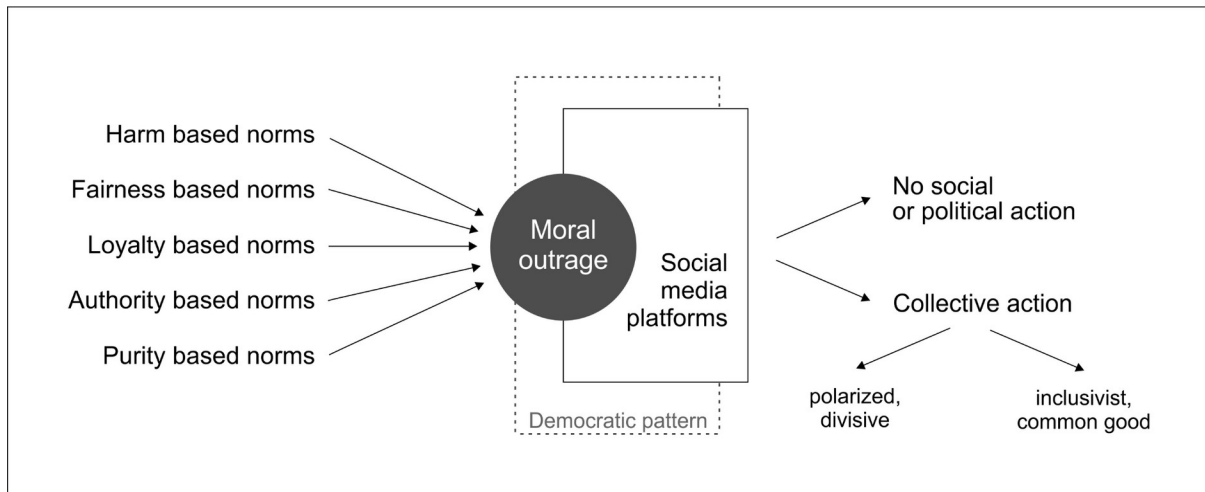 Harm based norms
Fairness based norms
Loyalty based norms
Authority based norms
Purity based norms
Moral
outrage
Social
media
platforms
Democratic pattern
No social
or political action
Collective action
polarized,
divisive
inclusivist,
common good